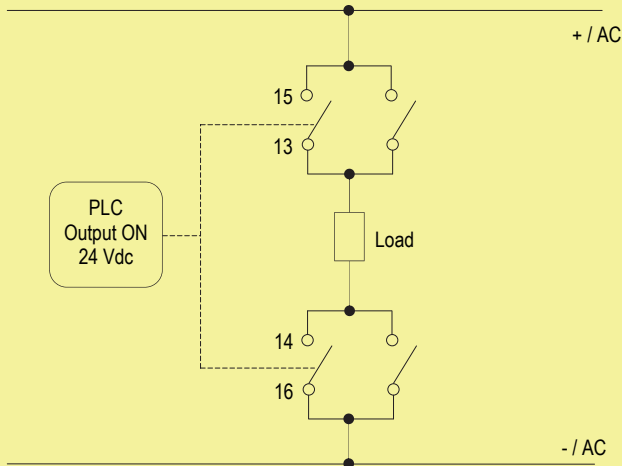 + / AC
15
13
PLC
Output ON
24 Vdc
Load
14
16
- / AC